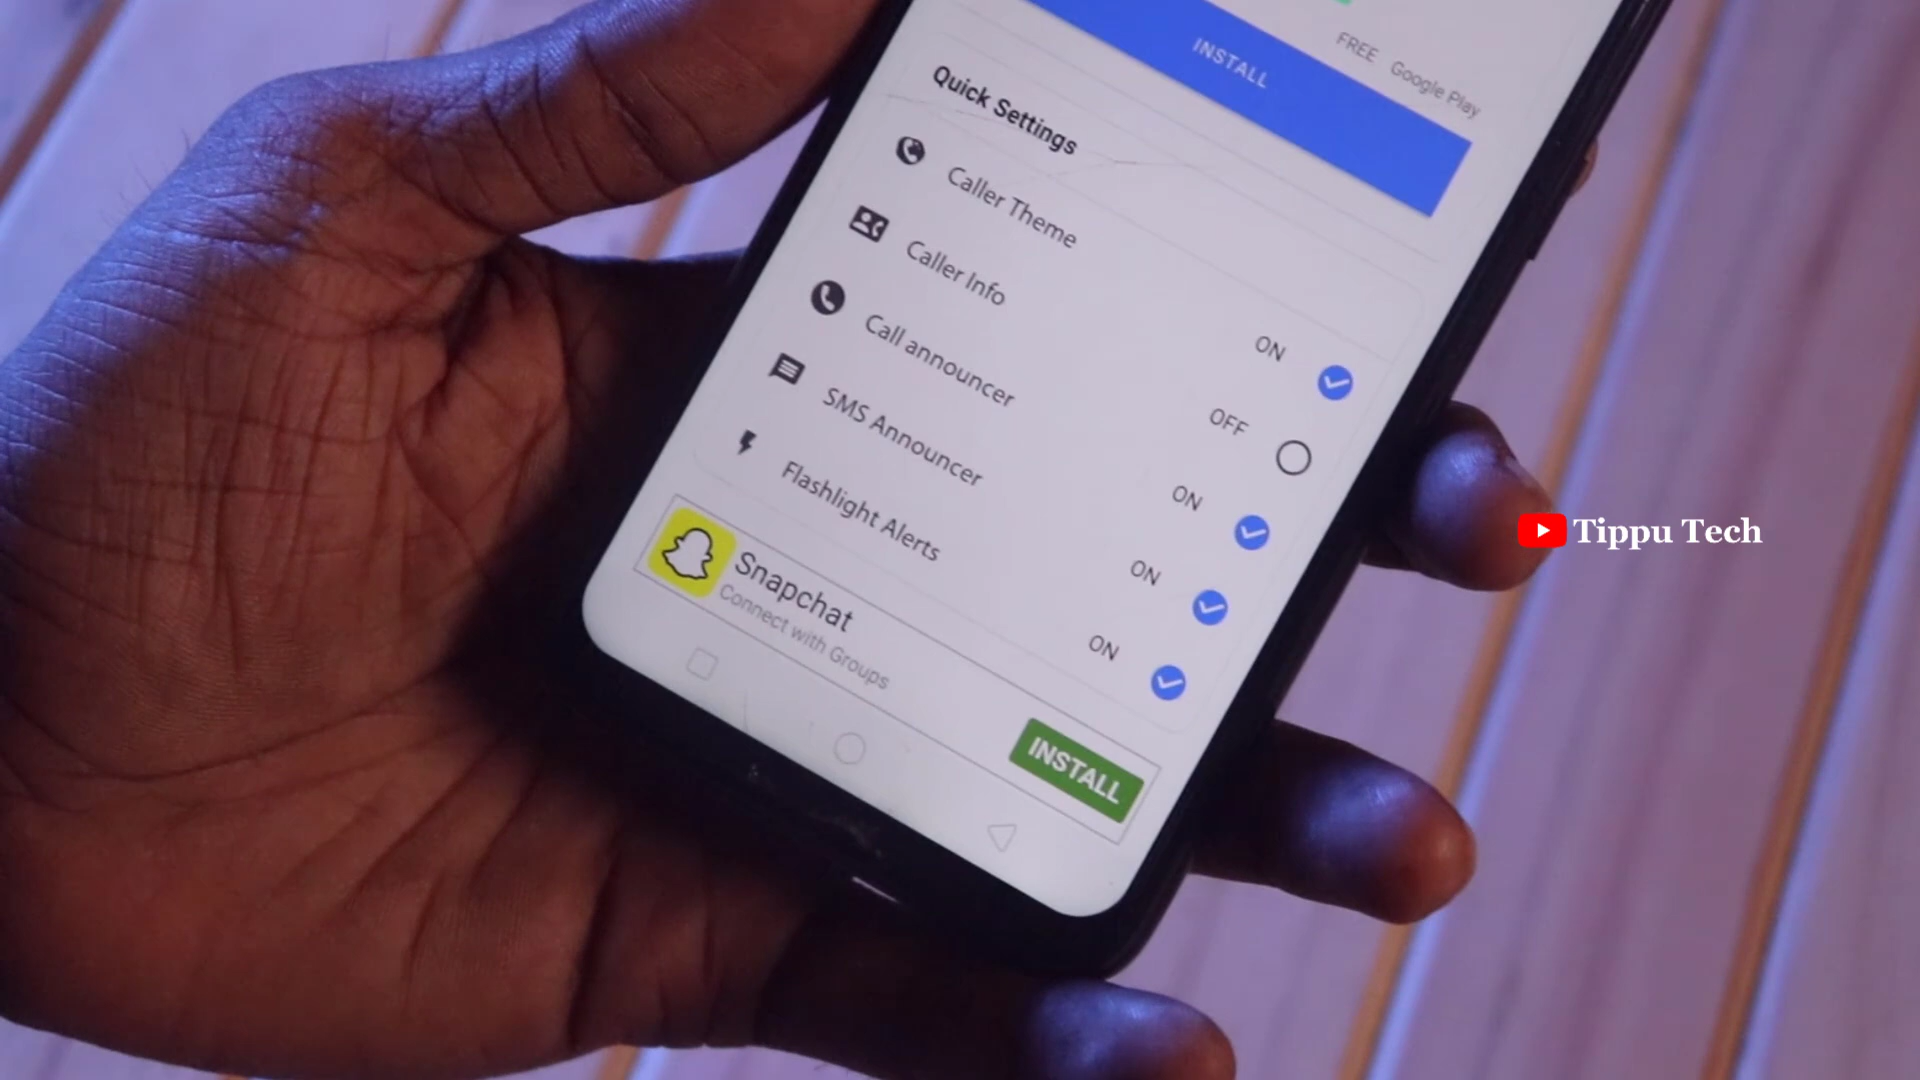 FREE Google Play
INSTALL
Quick Settings
Caller Theme
ON
Caller Info
OFF
Call announcer
ON
SMS Announcer
ON
Flashlight Alerts
ON
Snapchat
Connect with Groups
INSTALL
Tippu Tech